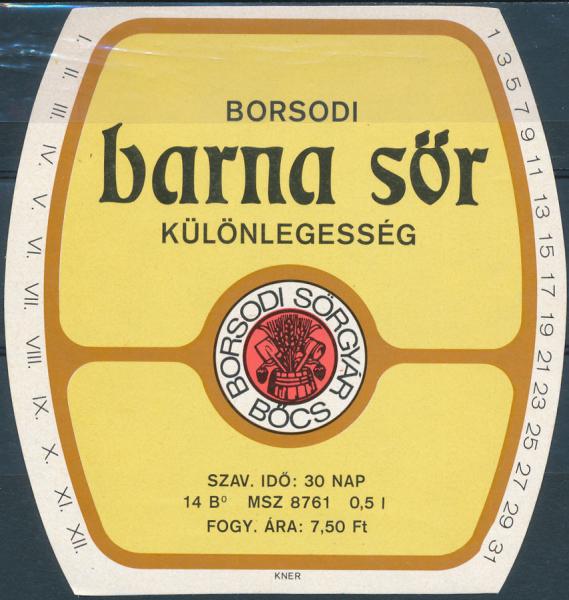 BORSODI
barna sör
KÜLÖNLEGESSÉG
BORSODI SÖRGYÁR
BŐCS
SZAV. IDŐ: 30 NAP
14 B° MSZ 8761 0,5 l
FOGY. ÁRA: 7,50 Ft
KNER
I. II. III. IV. V. VI. VII. VIII. IX. X. XI. XII.
1 3 5 7 9 11 13 15 17 19 21 23 25 27 29 31